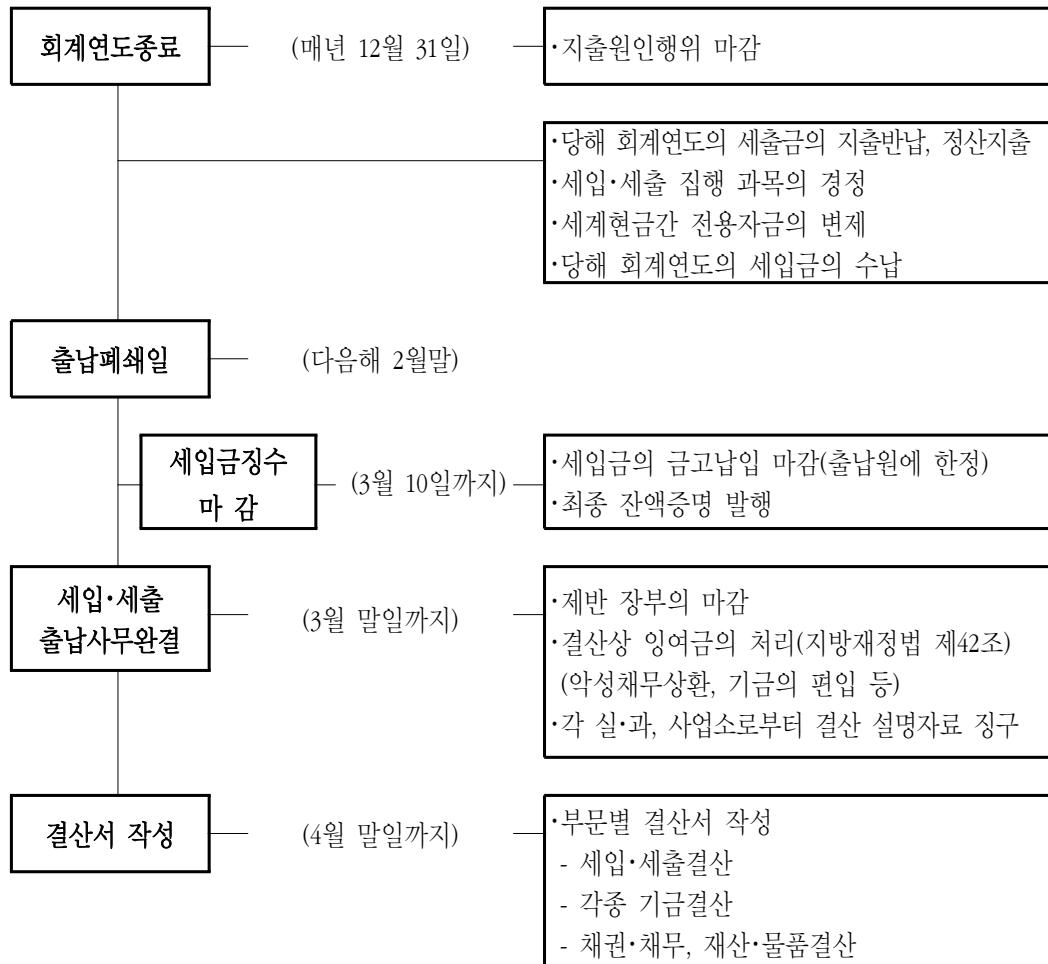 회계연도종료 (매년 12월 31일) ·지출원인행위 마감
·당해 회계연도의 세출금의 지출반납, 정산지출
·세입·세출 집행 과목의 경정
·세계현금간 전용자금의 변제
·당해 회계연도의 세입금의 수납
출납폐쇄일 (다음해 2월말)
세입금징수
마 감
(3월 10일까지)
·세입금의 금고납입 마감(출납원에 한정)
·최종 잔액증명 발행
세입·세출
출납사무완결
(3월 말일까지)
·제반 장부의 마감
·결산상 잉여금의 처리(지방재정법 제42조)
(악성채무상환, 기금의 편입 등)
·각 실·과, 사업소로부터 결산 설명자료 징구
결산서 작성 (4월 말일까지) ·부문별 결산서 작성
- 세입·세출결산
- 각종 기금결산
- 채권·채무, 재산·물품결산